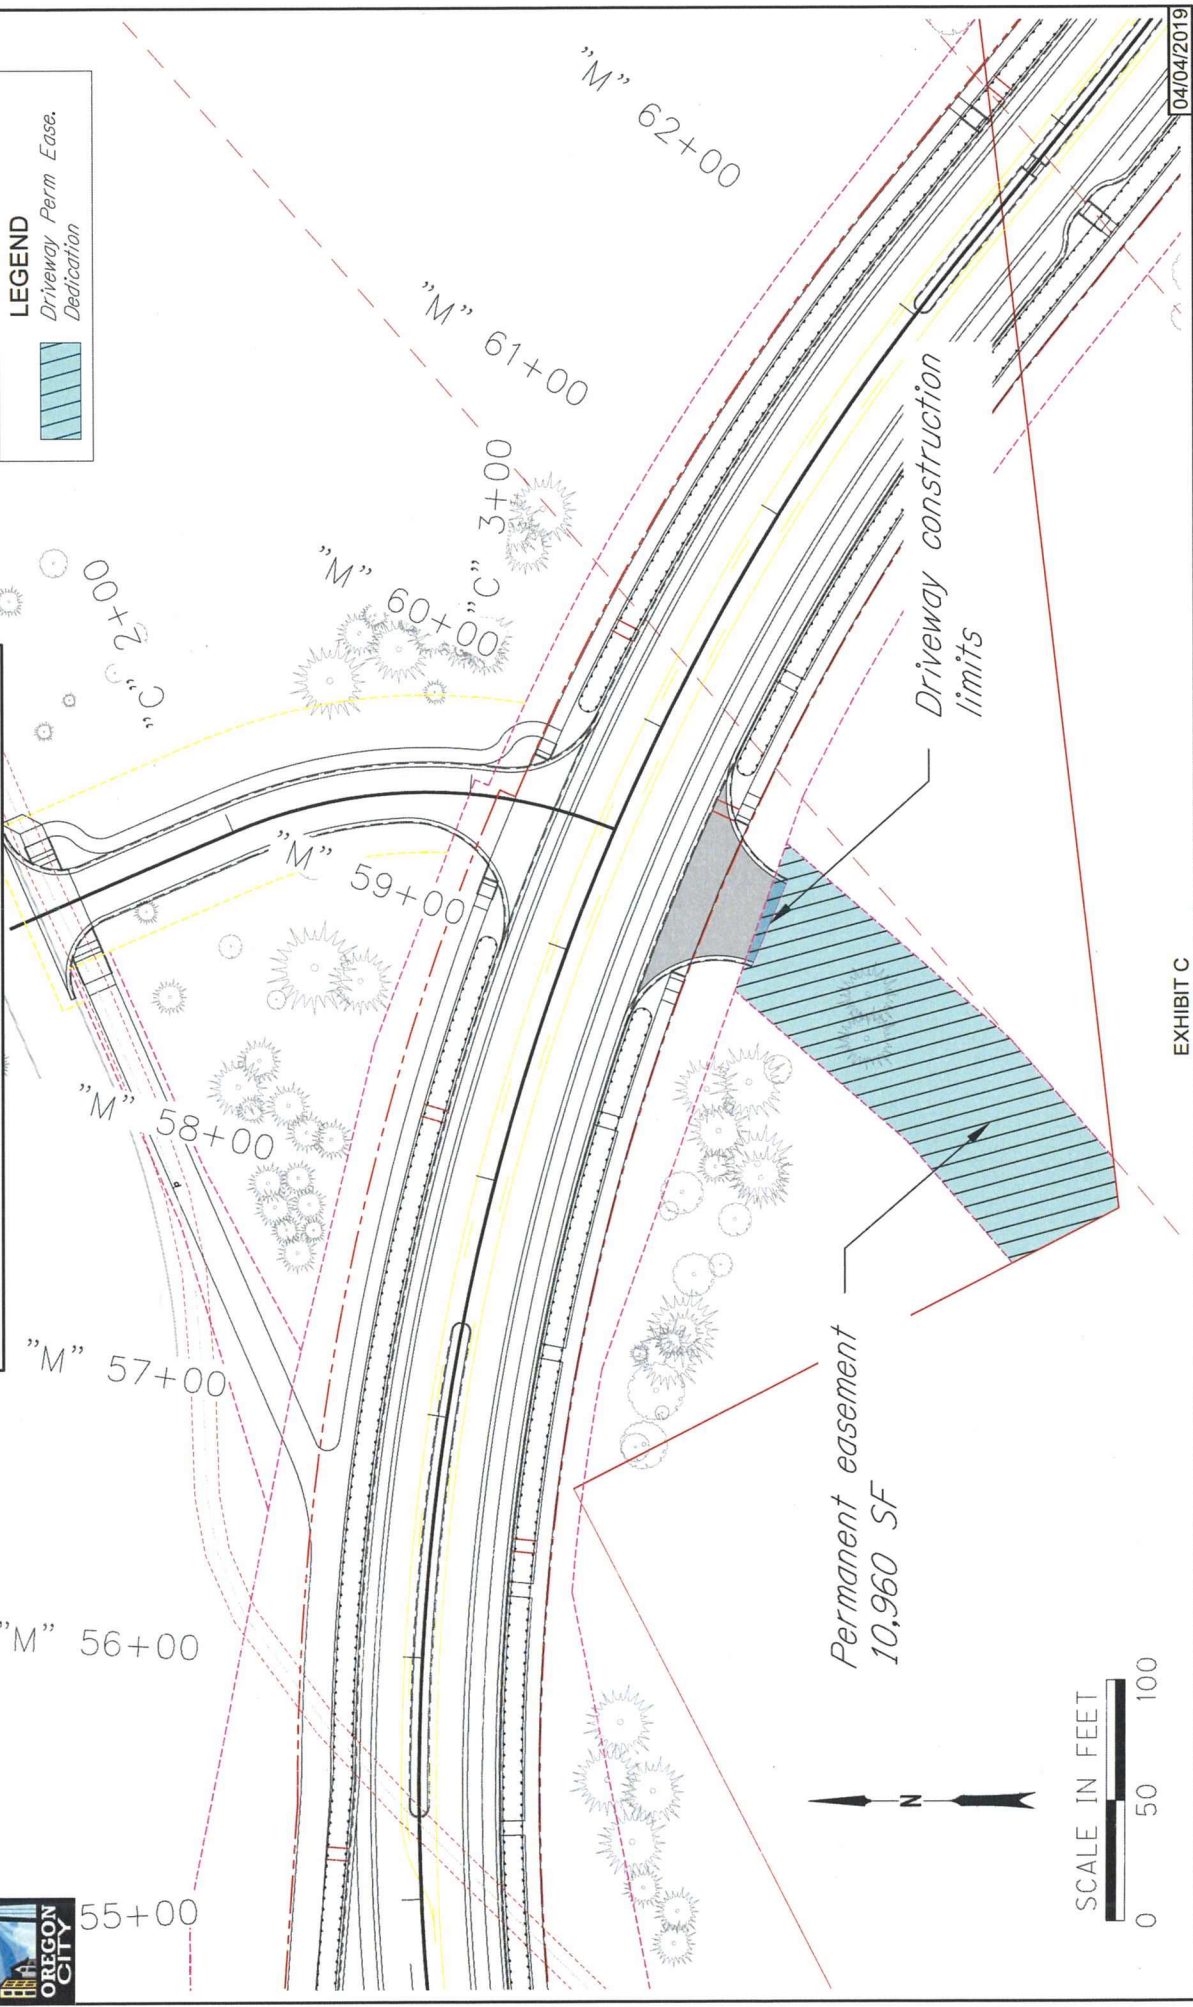 OREGON
CITY
LEGEND
Driveway Perm Ease.
Dedication
55+00
"M" 56+00
"M" 57+00
"M" 58+00
"M" 59+00
"M" 60+00
"M" 61+00
"M" 62+00
"C" 2+00
"C" 3+00
Driveway construction
limits
Permanent easement
10,960 SF
N
SCALE IN FEET
0 50 100
EXHIBIT C
04/04/2019